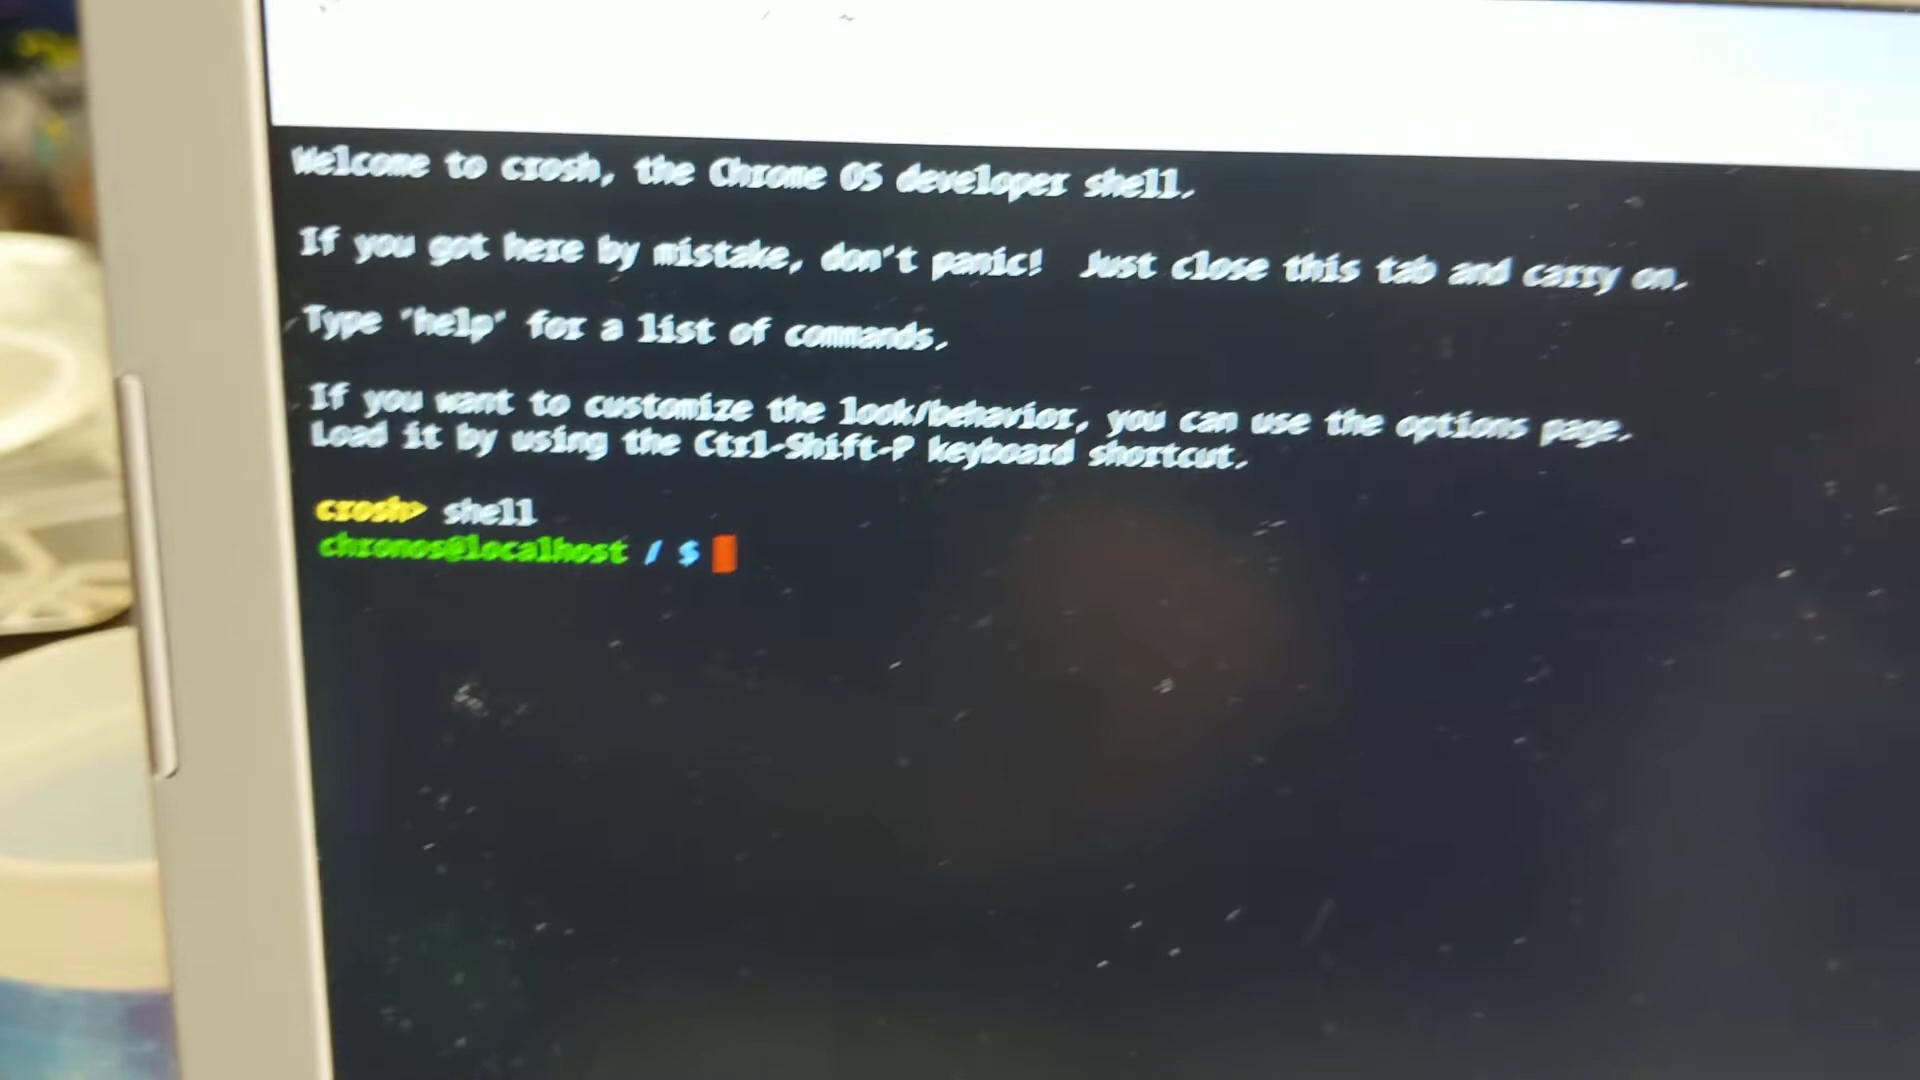 Welcome to crosh, the Chrome OS developer shell.
If you got here by mistake, don't panic!  Just close this tab and carry on.
Type 'help' for a list of commands.
If you want to customize the look/behavior, you can use the options page.
Load it by using the Ctrl-Shift-P keyboard shortcut.
crosh> shell
chronos@localhost / $